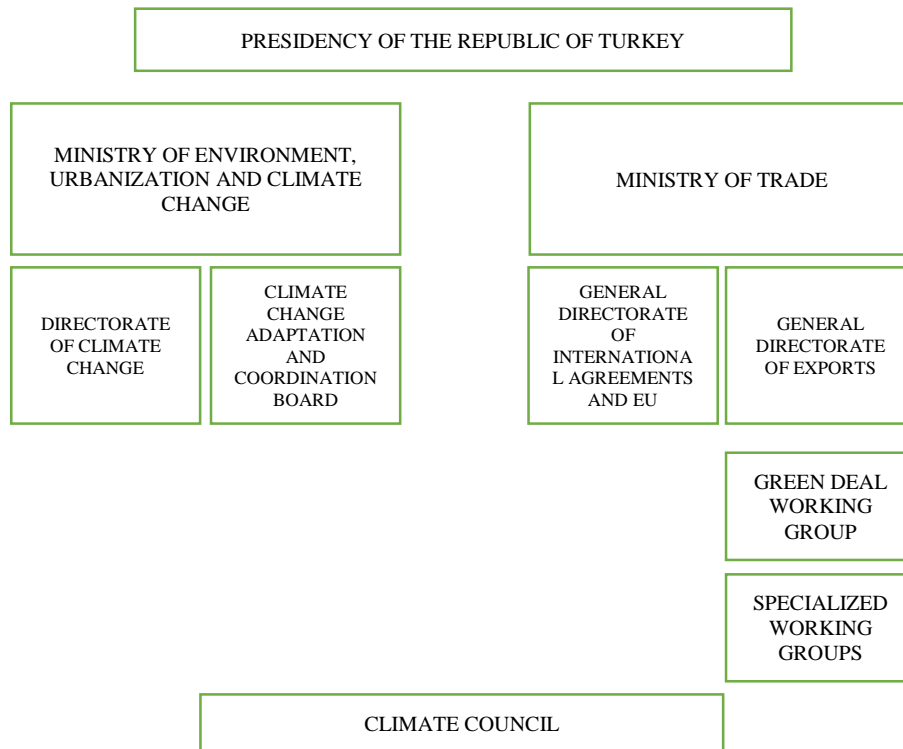 PRESIDENCY OF THE REPUBLIC OF TURKEY
MINISTRY OF ENVIRONMENT,
URBANIZATION AND CLIMATE
CHANGE
MINISTRY OF TRADE
DIRECTORATE
OF CLIMATE
CHANGE
CLIMATE
CHANGE
ADAPTATION
AND
COORDINATION
BOARD
GENERAL
DIRECTORATE
OF
INTERNATIONA
L AGREEMENTS
AND EU
GENERAL
DIRECTORATE
OF EXPORTS
GREEN DEAL
WORKING
GROUP
SPECIALIZED
WORKING
GROUPS
CLIMATE COUNCIL